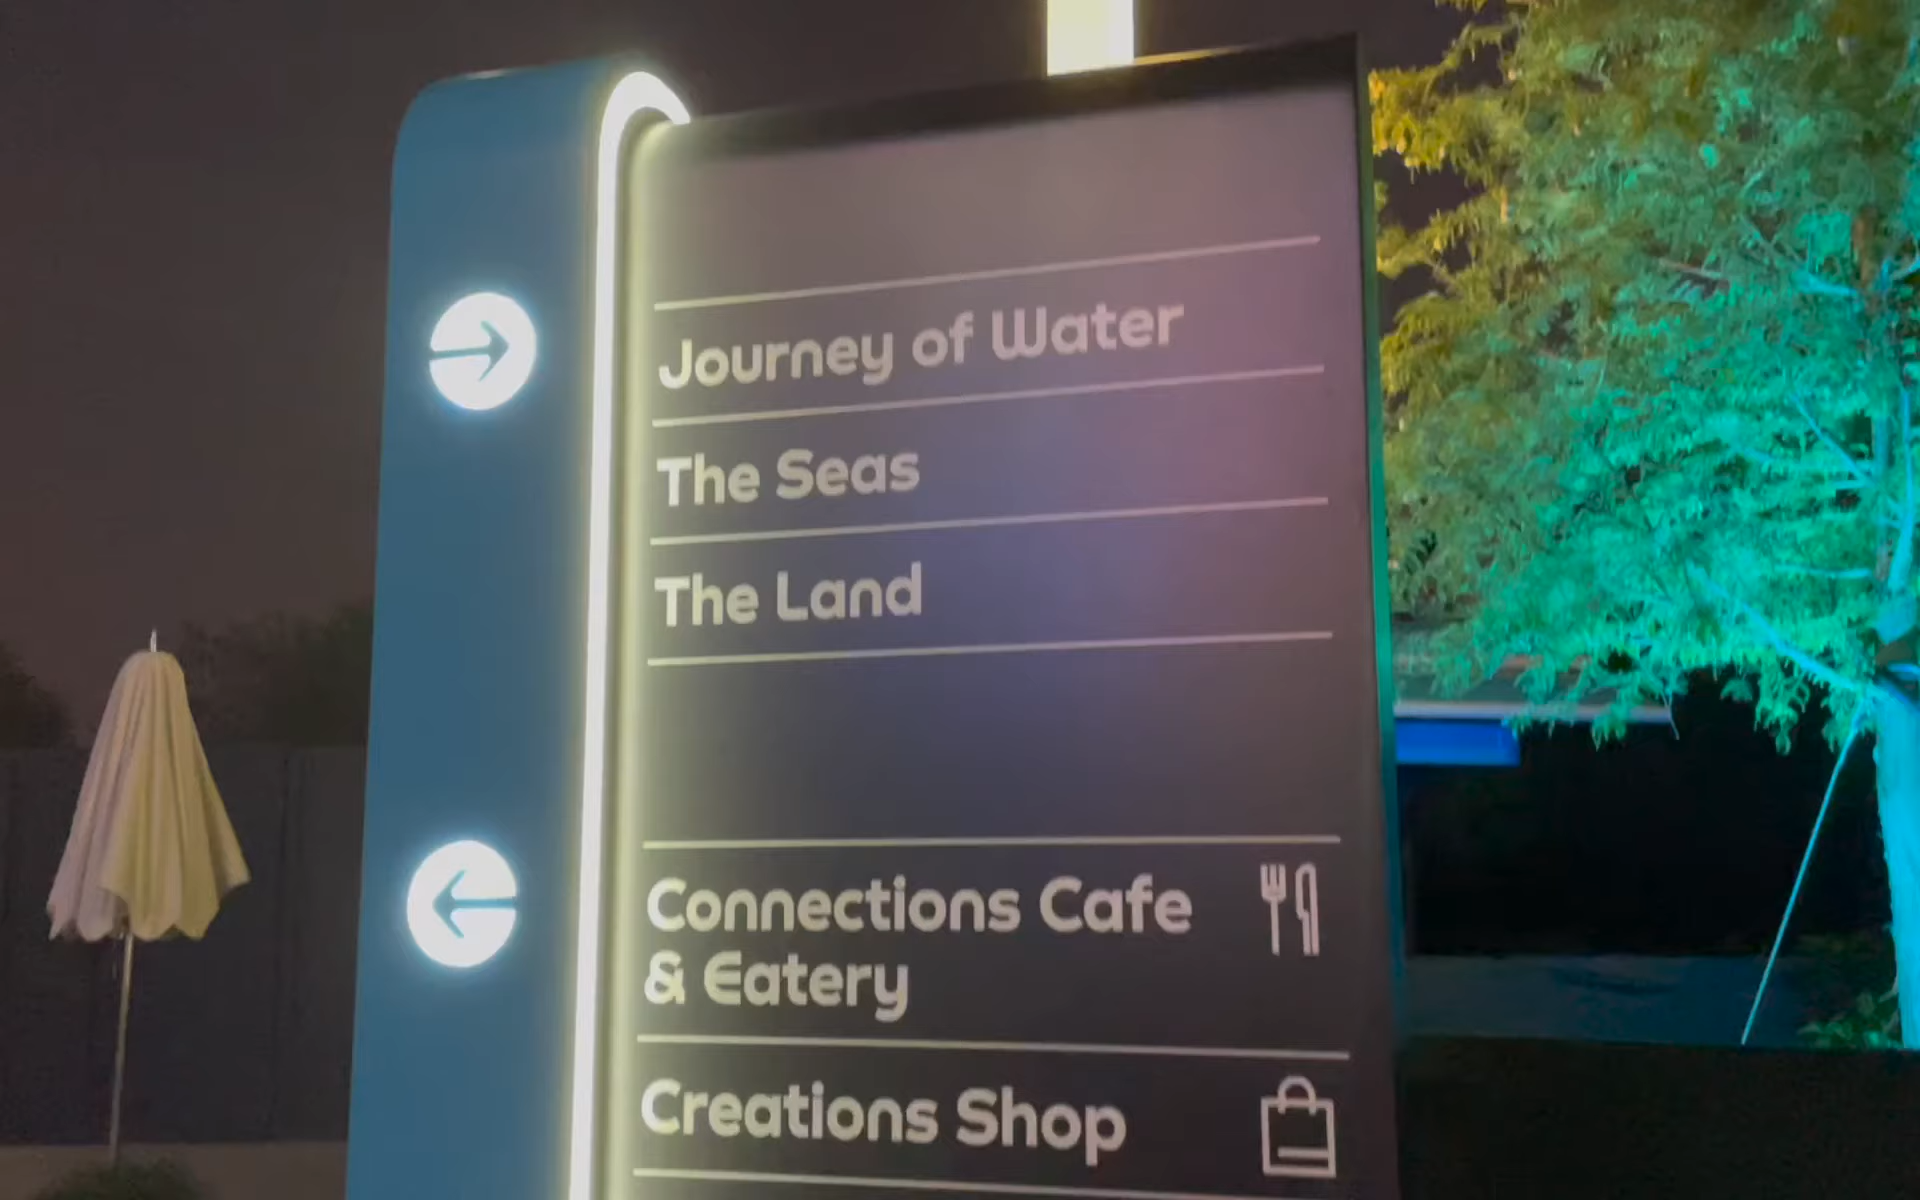 Journey of Water
The Seas
The Land
Connections Cafe
& Eatery
Creations Shop